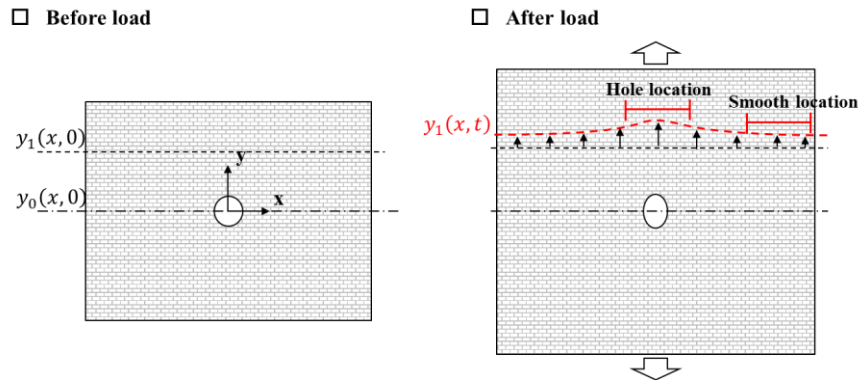 Before load
y₁(x, 0)
y₀(x, 0)
y
x
After load
Hole location
Smooth location
y₁(x, t)